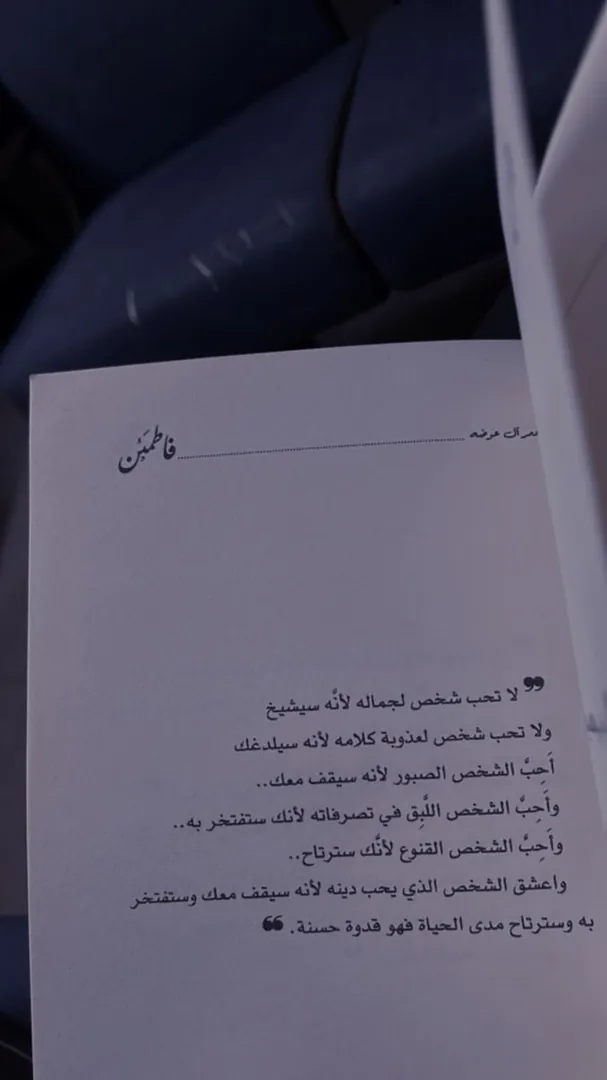 آل عرضه
فاطمئن
" لا تحب شخص لجماله لأنَّه سيشيخ
ولا تحب شخص لعذوبة كلامه لأنه سيلدغك
أَحِبَّ الشخص الصبور لأنه سيقف معك..
وأَحِبَّ الشخص اللَّبِق في تصرفاته لأنك ستفتخر به..
وأَحِبَّ الشخص القنوع لأنَّك سترتاح..
واعشق الشخص الذي يحب دينه لأنه سيقف معك وستفتخر
به وسترتاح مدى الحياة فهو قدوة حسنة. "